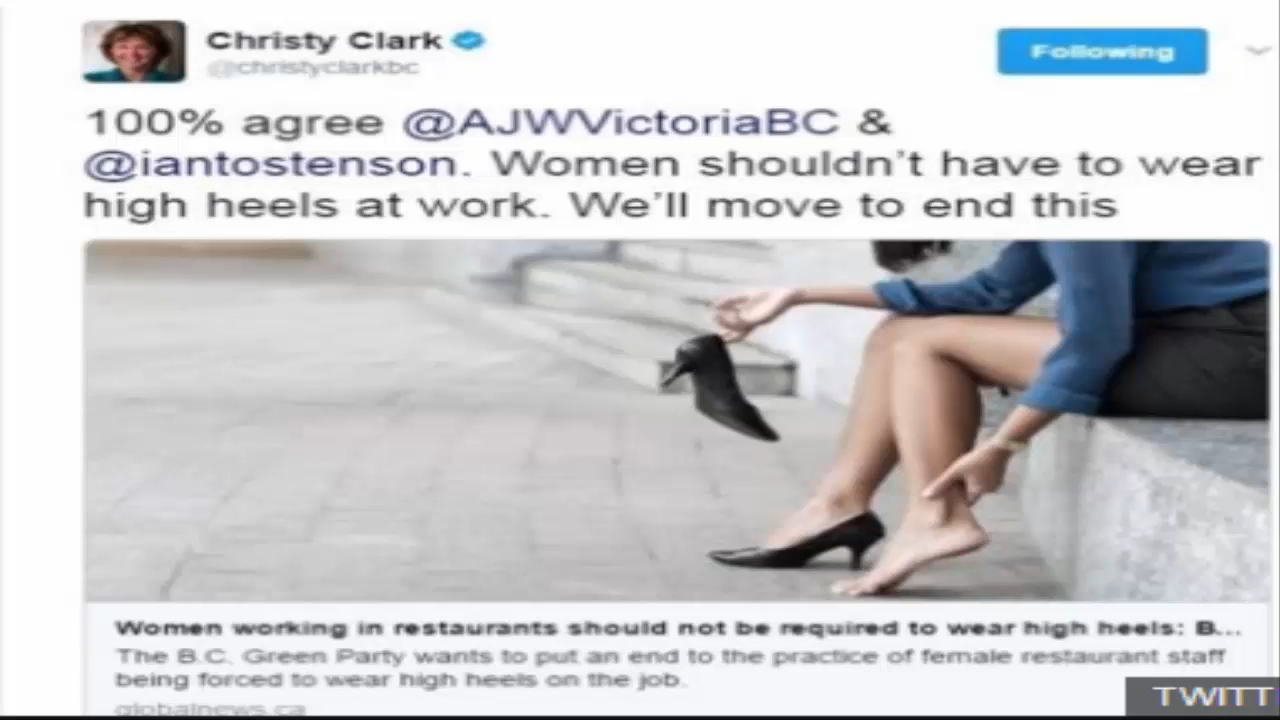 Christy Clark
@christyclarkbc
Following
100% agree @AJWVictoriaBC &
@iantostenson. Women shouldn't have to wear
high heels at work. We'll move to end this
Women working in restaurants should not be required to wear high heels: B...
The B.C. Green Party wants to put an end to the practice of female restaurant staff
being forced to wear high heels on the job.
globalnews.ca
TWITT